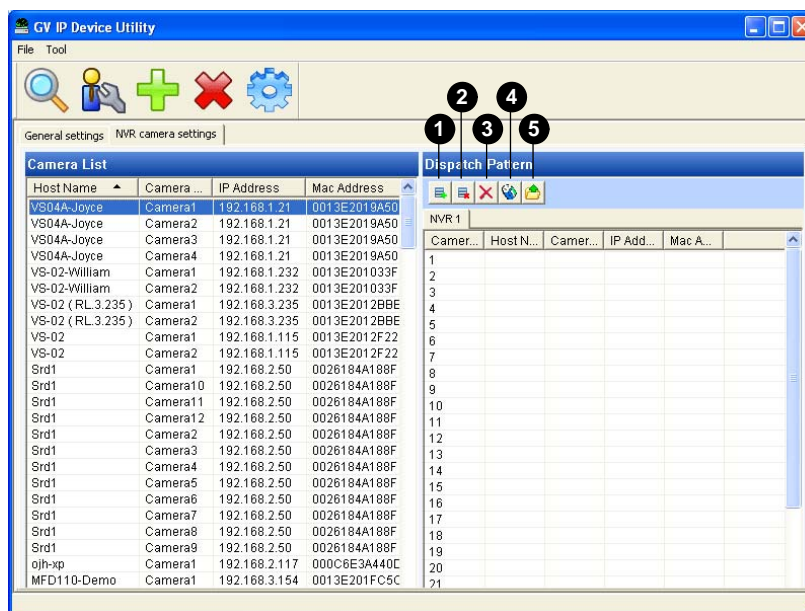 GV IP Device Utility
File Tool
2 4
1 3 5
General settings NVR camera settings
Camera List
Dispatch Pattern
Host Name Camera ... IP Address Mac Address
VS04A-Joyce Camera1 192.168.1.21 0013E2019A50
VS04A-Joyce Camera2 192.168.1.21 0013E2019A50
VS04A-Joyce Camera3 192.168.1.21 0013E2019A50
VS04A-Joyce Camera4 192.168.1.21 0013E2019A50
VS-02-William Camera1 192.168.1.232 0013E201033F
VS-02-William Camera2 192.168.1.232 0013E201033F
VS-02 ( RL.3.235 ) Camera1 192.168.3.235 0013E2012BBE
VS-02 ( RL.3.235 ) Camera2 192.168.3.235 0013E2012BBE
VS-02 Camera1 192.168.1.115 0013E2012F22
VS-02 Camera2 192.168.1.115 0013E2012F22
Srd1 Camera1 192.168.2.50 0026184A188F
Srd1 Camera10 192.168.2.50 0026184A188F
Srd1 Camera11 192.168.2.50 0026184A188F
Srd1 Camera12 192.168.2.50 0026184A188F
Srd1 Camera2 192.168.2.50 0026184A188F
Srd1 Camera3 192.168.2.50 0026184A188F
Srd1 Camera4 192.168.2.50 0026184A188F
Srd1 Camera5 192.168.2.50 0026184A188F
Srd1 Camera6 192.168.2.50 0026184A188F
Srd1 Camera7 192.168.2.50 0026184A188F
Srd1 Camera8 192.168.2.50 0026184A188F
Srd1 Camera9 192.168.2.50 0026184A188F
ojh-xp Camera1 192.168.2.117 000C6E3A440D
MFD110-Demo Camera1 192.168.3.154 0013E201FC5C
NVR 1
Camer... Host N... Camer... IP Add... Mac A...
1
2
3
4
5
6
7
8
9
10
11
12
13
14
15
16
17
18
19
20
21